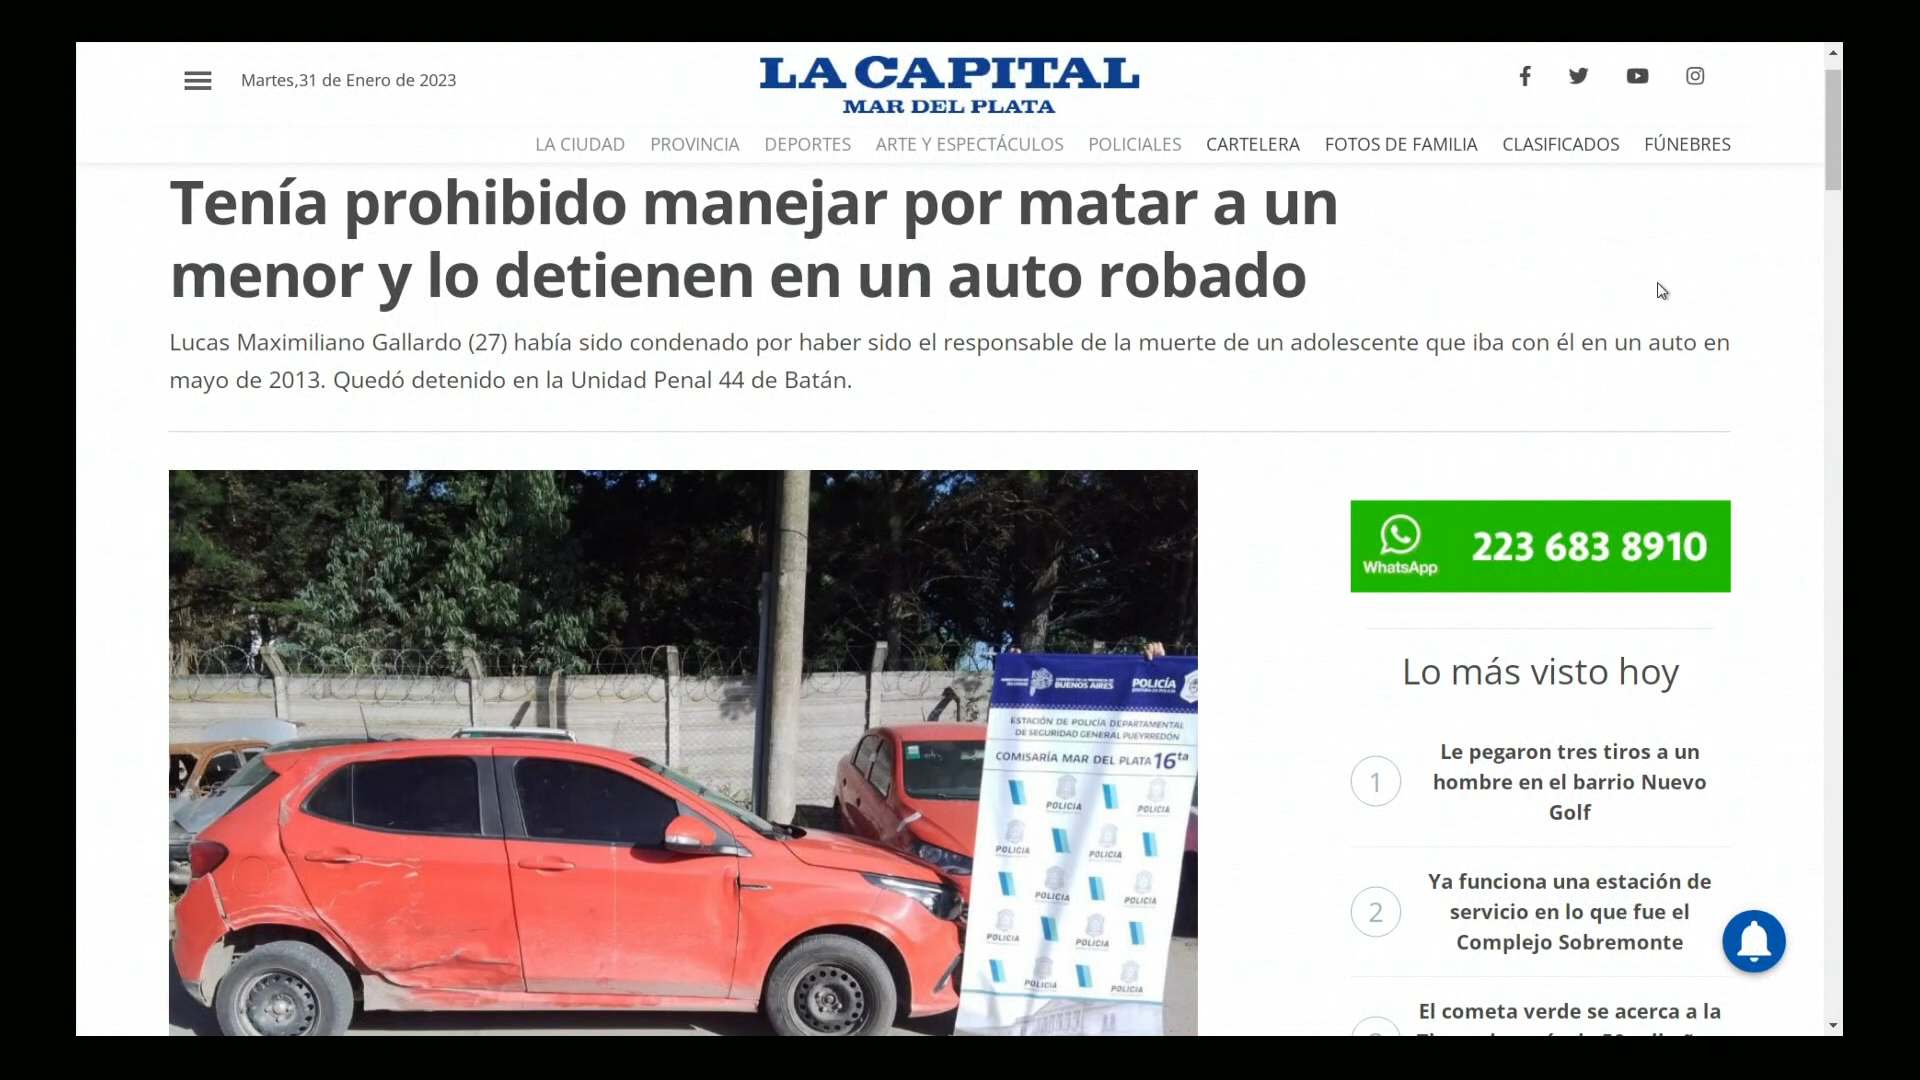 Martes,31 de Enero de 2023
LA CAPITAL
MAR DEL PLATA
LA CIUDAD PROVINCIA DEPORTES ARTE Y ESPECTÁCULOS POLICIALES CARTELERA FOTOS DE FAMILIA CLASIFICADOS FÚNEBRES
Tenía prohibido manejar por matar a un
menor y lo detienen en un auto robado
Lucas Maximiliano Gallardo (27) había sido condenado por haber sido el responsable de la muerte de un adolescente que iba con él en un auto en
mayo de 2013. Quedó detenido en la Unidad Penal 44 de Batán.
BUENOS AIRES
POLICÍA
ESTACIÓN DE POLICÍA DEPARTAMENTAL
DE SEGURIDAD GENERAL PUEYRREDÓN
COMISARÍA MAR DEL PLATA 16ta
POLICIA
POLICIA
POLICIA
POLICIA
POLICIA
POLICIA
POLICIA
POLICIA
POLICIA
POLICIA
WhatsApp
223 683 8910
Lo más visto hoy
1
Le pegaron tres tiros a un
hombre en el barrio Nuevo
Golf
2
Ya funciona una estación de
servicio en lo que fue el
Complejo Sobremonte
El cometa verde se acerca a la